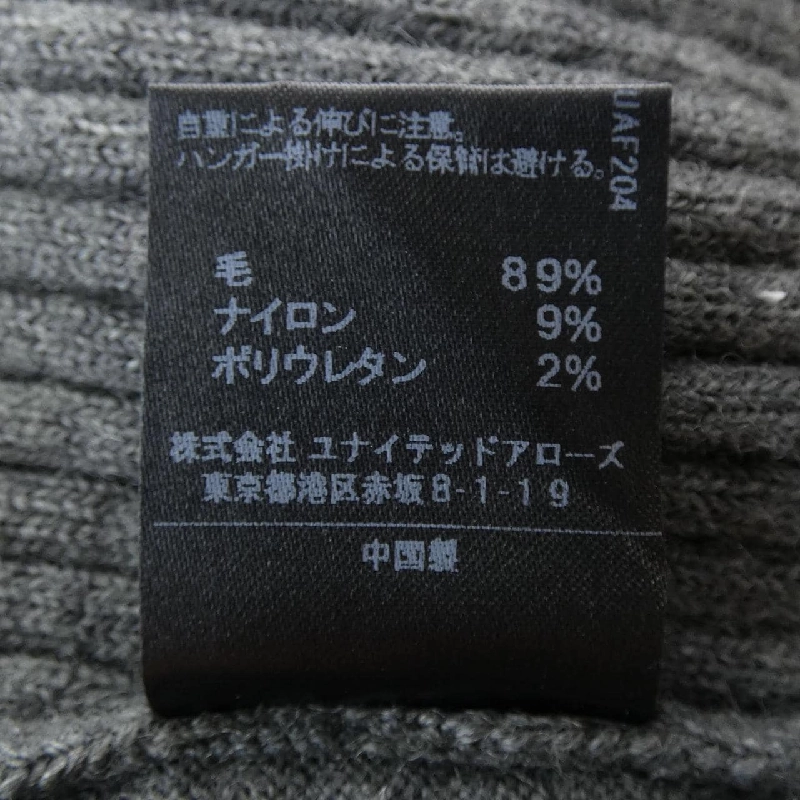 自重による伸びに注意。
ハンガー掛けによる保管は避ける。
UAF204
毛 89%
ナイロン 9%
ポリウレタン 2%
株式会社 ユナイテッドアローズ
東京都港区赤坂8-1-19
中国製